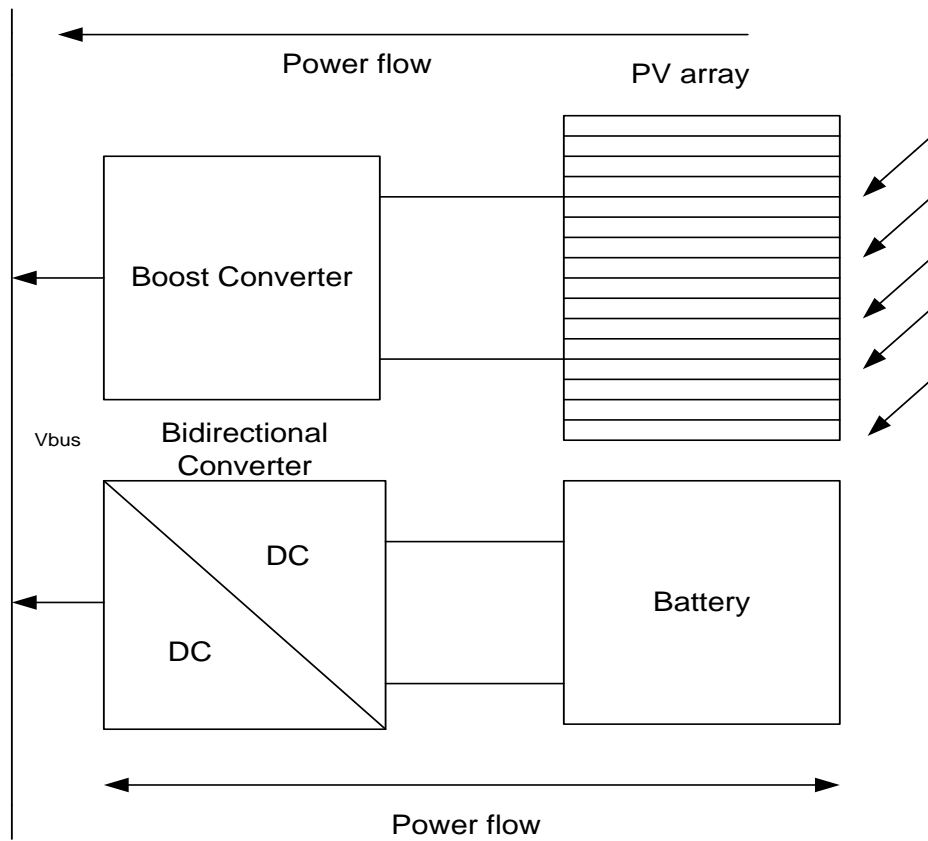 Power flow
PV array
Boost Converter
Vbus
Bidirectional
Converter
DC
DC
Battery
Power flow